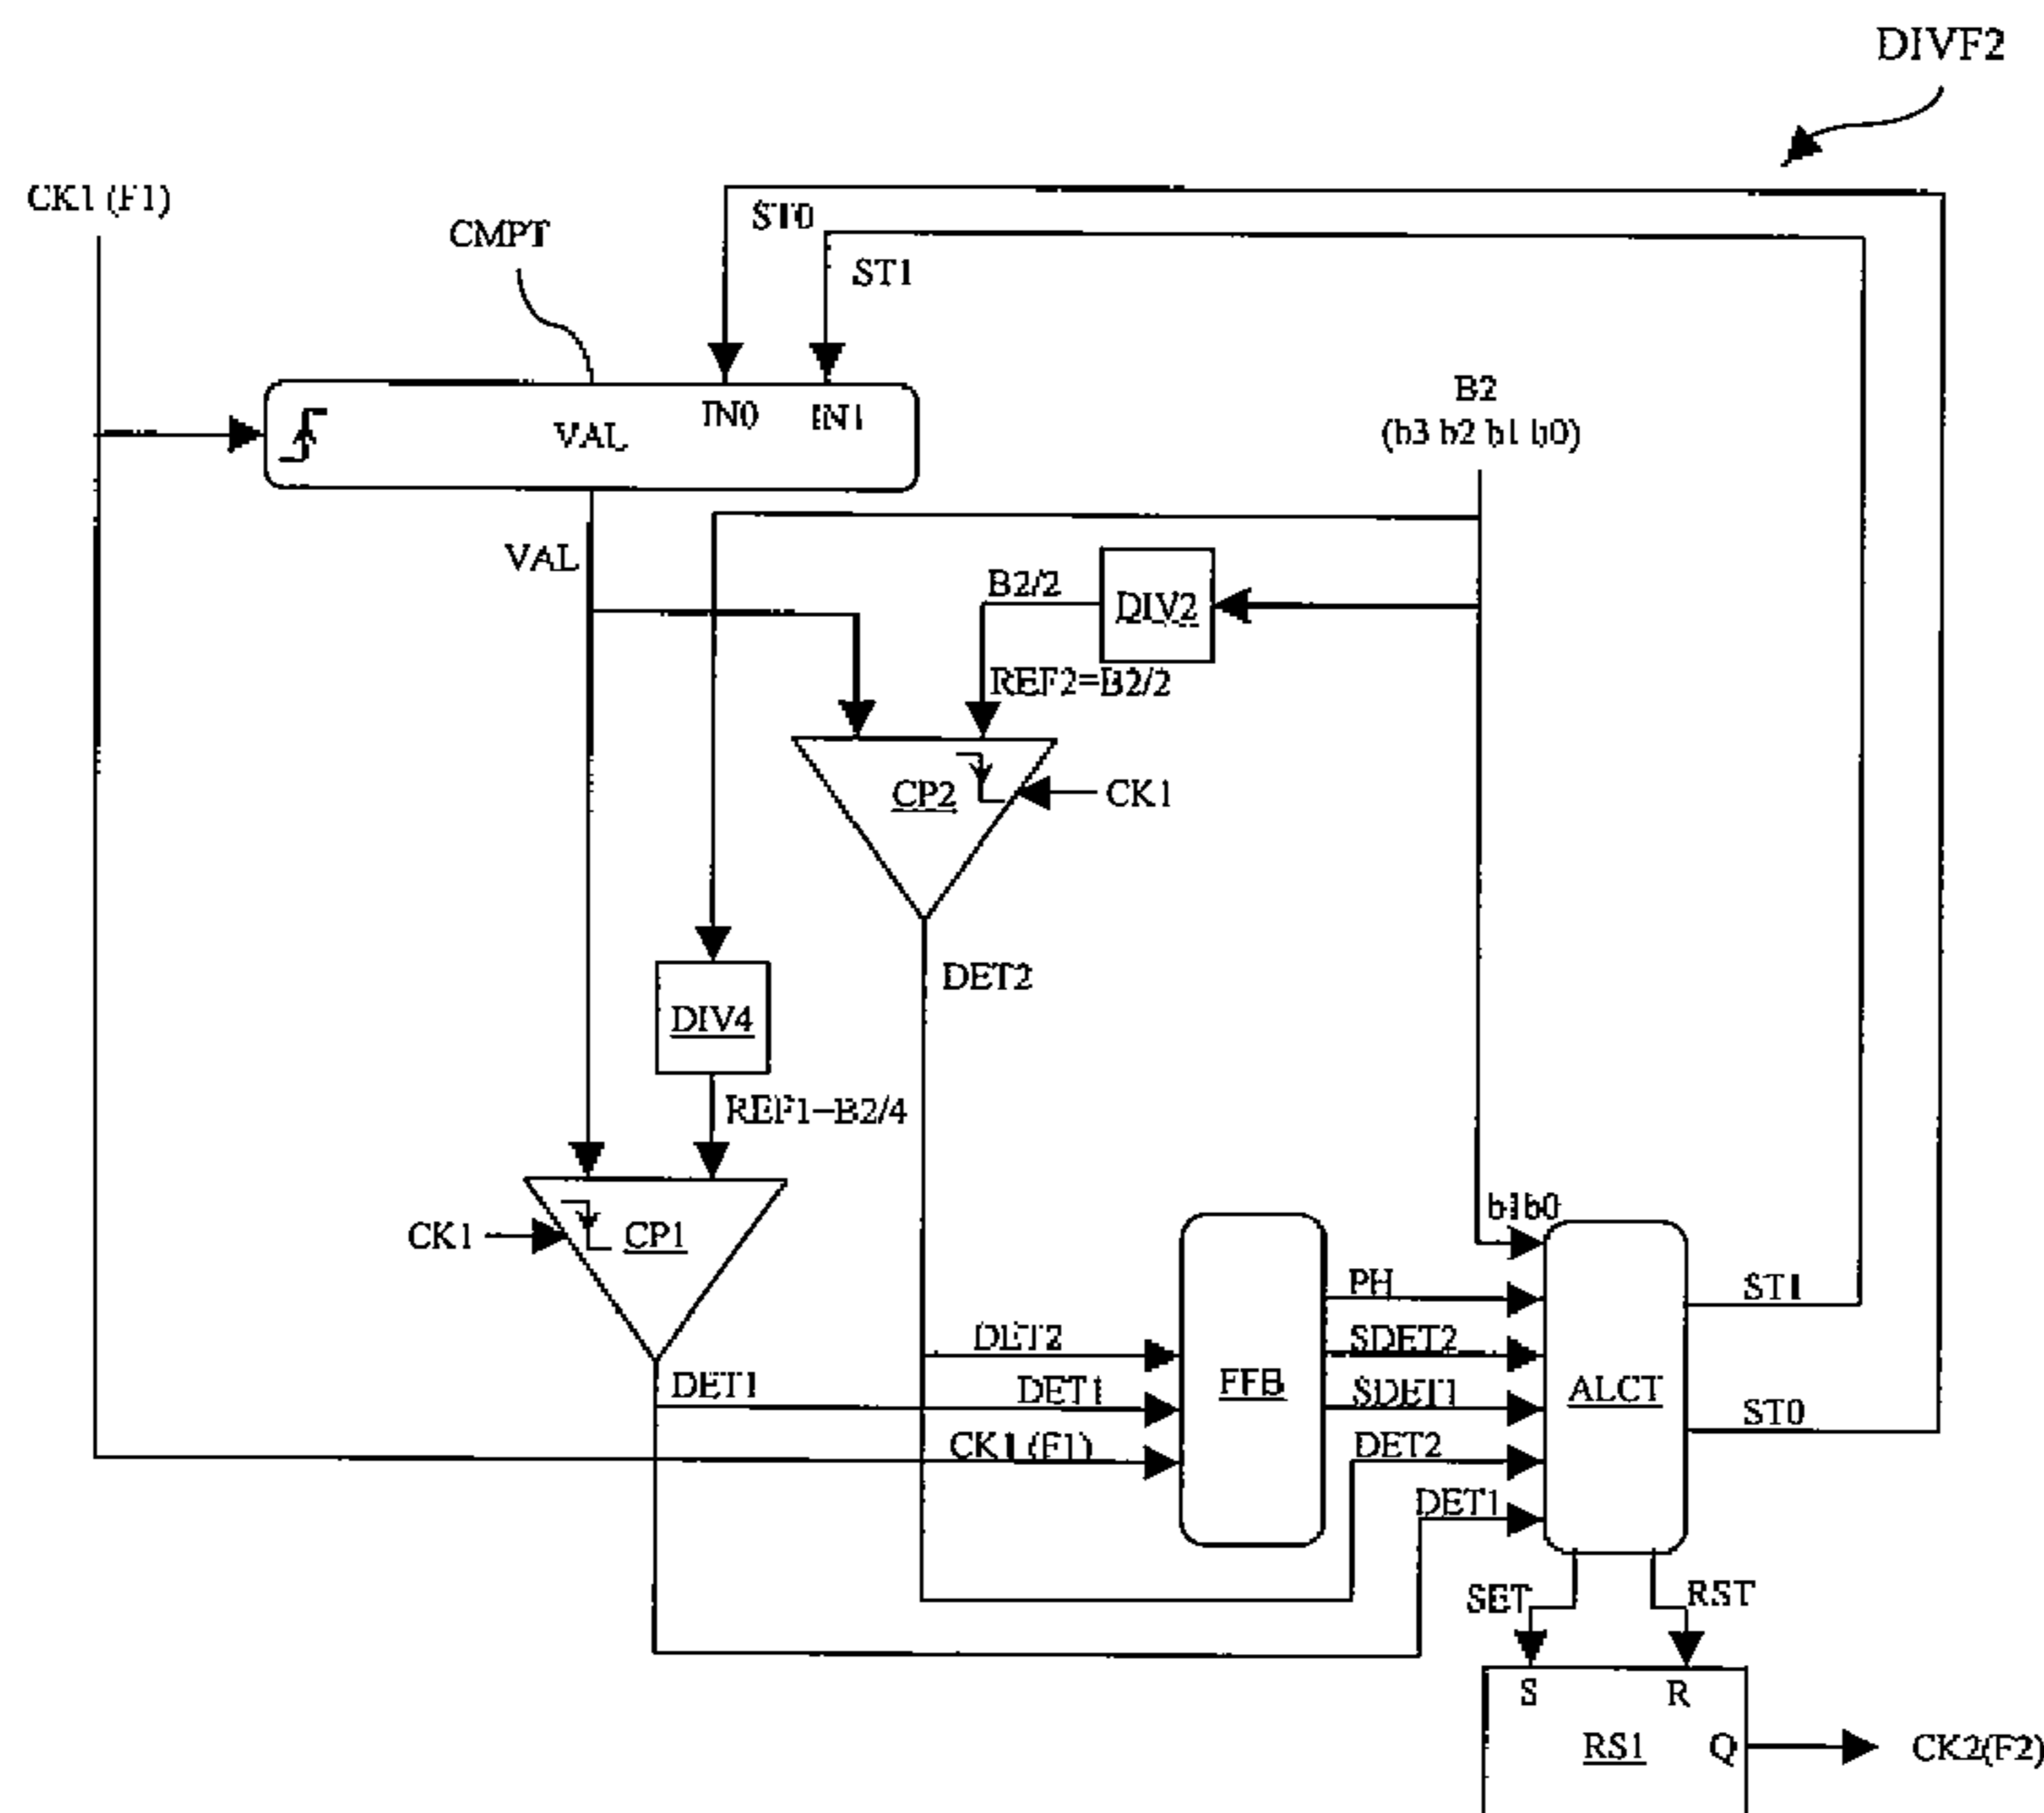 DIVF2
CK1 (F1)
CMPT
ST0
ST1
IN0
IN1
VAL
B2
(b3 b2 b1 b0)
VAL
B2/2
DIV2
REF2=B2/2
CP2
CK1
DET2
DIV4
REF1=B2/4
CK1
CP1
b1b0
PH
ST1
DET2
SDET2
DET1
DET1
FFB
SDET1
ALCT
ST0
CK1 (F1)
DET2
DET1
SET
RST
S
R
RS1
Q
CK2(F2)